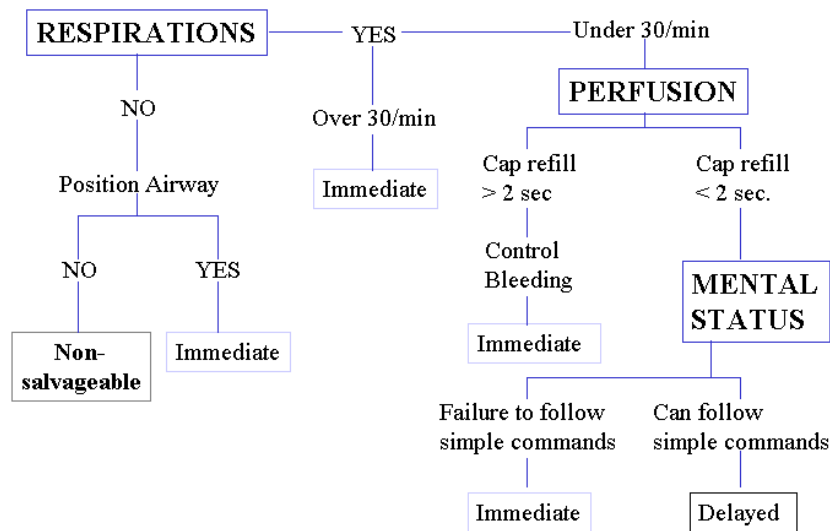 RESPIRATIONS
YES
Under 30/min
NO
Over 30/min
PERFUSION
Position Airway
Immediate
Cap refill
> 2 sec
Cap refill
< 2 sec.
NO
YES
Control
Bleeding
MENTAL
STATUS
Non-
salvageable
Immediate
Immediate
Failure to follow
simple commands
Can follow
simple commands
Immediate
Delayed